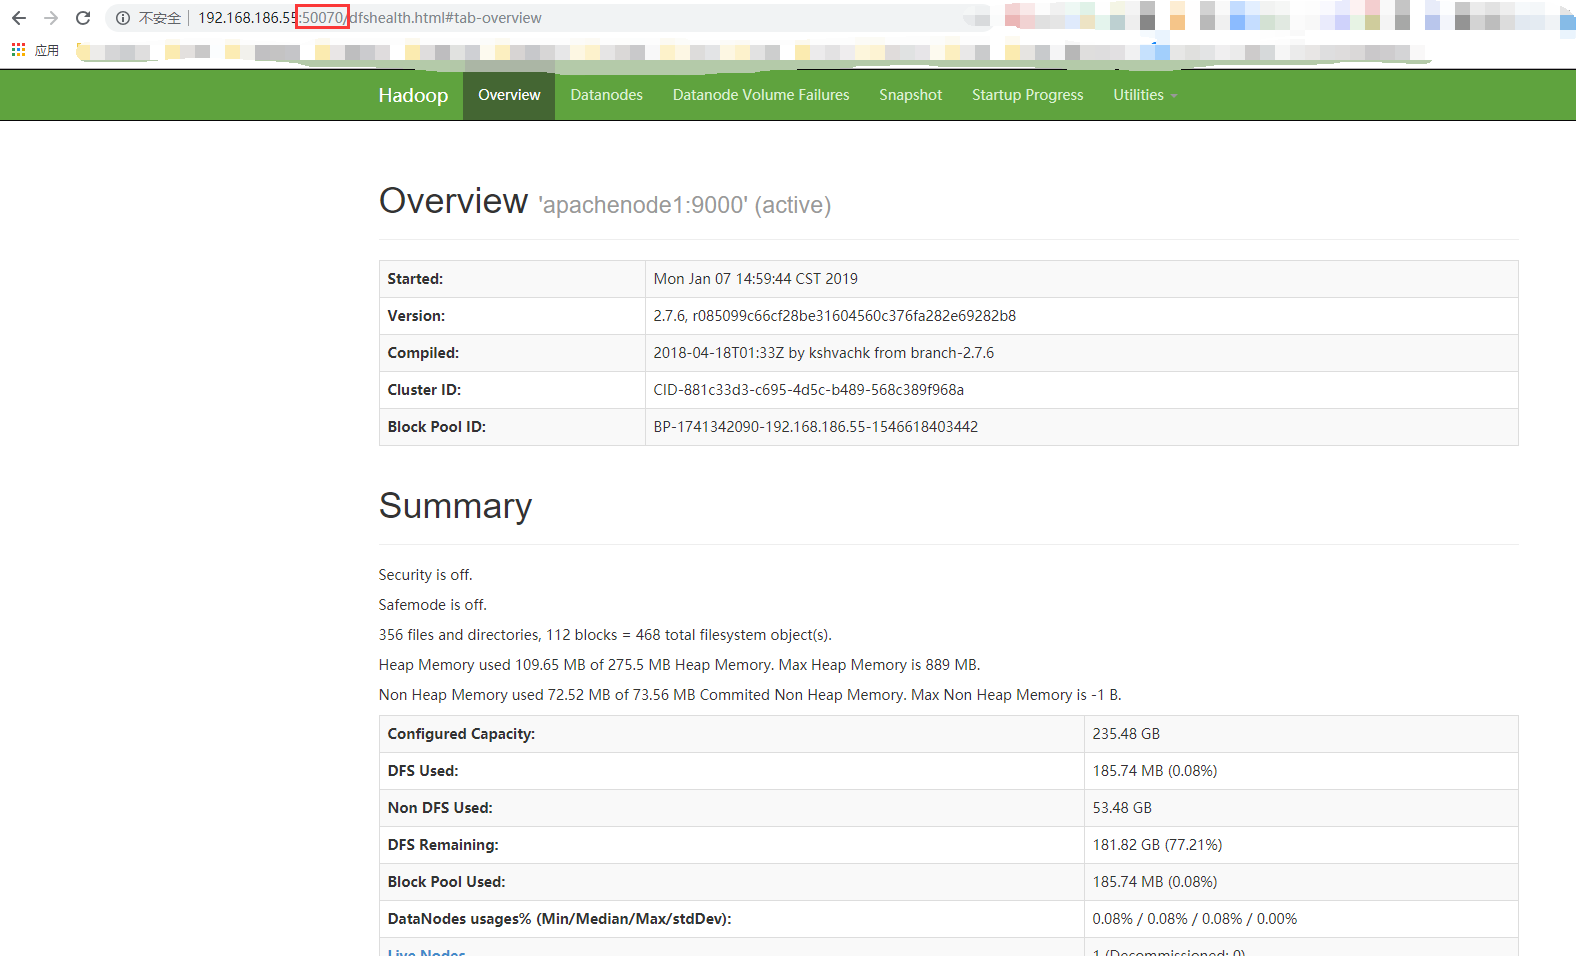 不安全 192.168.186.55:50070/dfshealth.html#tab-overview
应用
Hadoop Overview Datanodes Datanode Volume Failures Snapshot Startup Progress Utilities
Overview 'apachenode1:9000' (active)
Started: Mon Jan 07 14:59:44 CST 2019
Version: 2.7.6, r085099c66cf28be31604560c376fa282e69282b8
Compiled: 2018-04-18T01:33Z by kshvachk from branch-2.7.6
Cluster ID: CID-881c33d3-c695-4d5c-b489-568c389f968a
Block Pool ID: BP-1741342090-192.168.186.55-1546618403442
Summary
Security is off.
Safemode is off.
356 files and directories, 112 blocks = 468 total filesystem object(s).
Heap Memory used 109.65 MB of 275.5 MB Heap Memory. Max Heap Memory is 889 MB.
Non Heap Memory used 72.52 MB of 73.56 MB Commited Non Heap Memory. Max Non Heap Memory is -1 B.
Configured Capacity: 235.48 GB
DFS Used: 185.74 MB (0.08%)
Non DFS Used: 53.48 GB
DFS Remaining: 181.82 GB (77.21%)
Block Pool Used: 185.74 MB (0.08%)
DataNodes usages% (Min/Median/Max/stdDev): 0.08% / 0.08% / 0.08% / 0.00%
Live Nodes 1 (Decommissioned: 0)